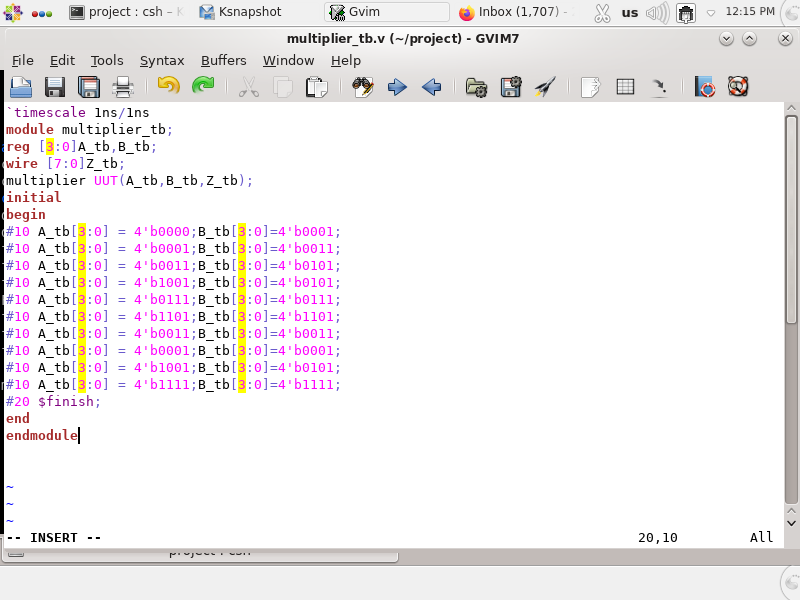 project : csh –
Ksnapshot
Gvim
Inbox (1,707) -
us
12:15 PM
multiplier_tb.v (~/project) - GVIM7
File Edit Tools Syntax Buffers Window Help
`timescale 1ns/1ns
module multiplier_tb;
reg [3:0]A_tb,B_tb;
wire [7:0]Z_tb;
multiplier UUT(A_tb,B_tb,Z_tb);
initial
begin
#10 A_tb[3:0] = 4'b0000;B_tb[3:0]=4'b0001;
#10 A_tb[3:0] = 4'b0001;B_tb[3:0]=4'b0011;
#10 A_tb[3:0] = 4'b0011;B_tb[3:0]=4'b0101;
#10 A_tb[3:0] = 4'b1001;B_tb[3:0]=4'b0101;
#10 A_tb[3:0] = 4'b0111;B_tb[3:0]=4'b0111;
#10 A_tb[3:0] = 4'b1101;B_tb[3:0]=4'b1101;
#10 A_tb[3:0] = 4'b0011;B_tb[3:0]=4'b0011;
#10 A_tb[3:0] = 4'b0001;B_tb[3:0]=4'b0001;
#10 A_tb[3:0] = 4'b1001;B_tb[3:0]=4'b0101;
#10 A_tb[3:0] = 4'b1111;B_tb[3:0]=4'b1111;
#20 $finish;
end
endmodule
~
~
~
-- INSERT -- 20,10 All
project : csh